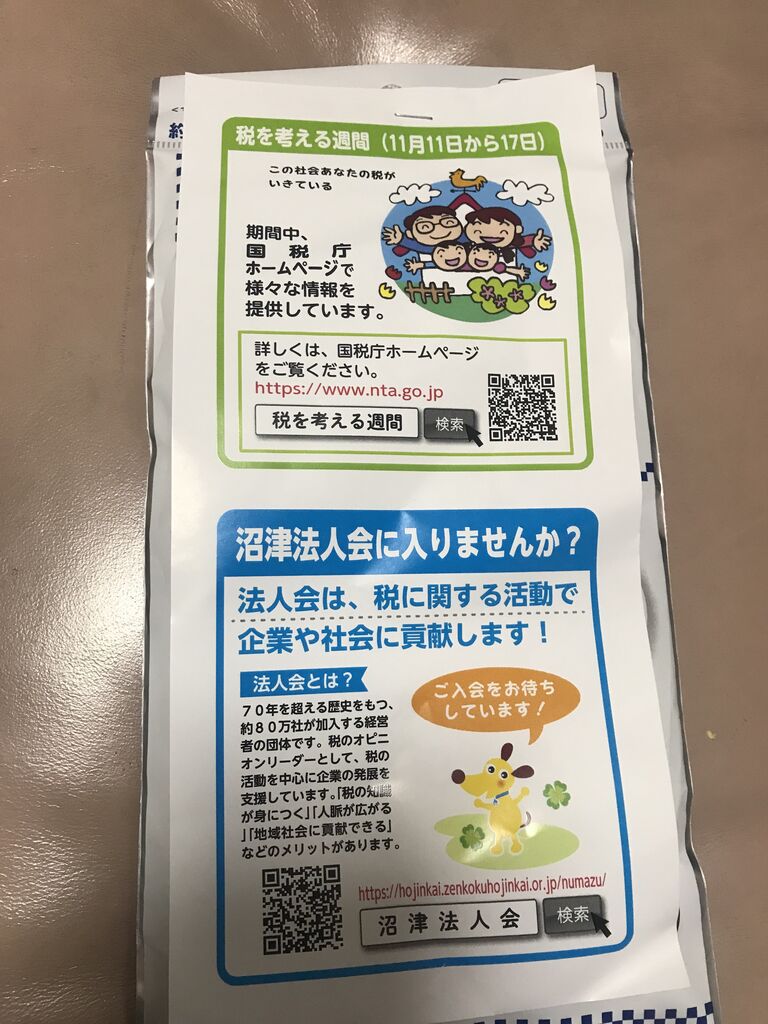 約
税を考える週間（11月11日から17日）
この社会あなたの税が
いきている
期間中、
国税庁
ホームページで
様々な情報を
提供しています。
詳しくは、国税庁ホームページ
をご覧ください。
https://www.nta.go.jp
税を考える週間 検索
沼津法人会に入りませんか？
法人会は、税に関する活動で
企業や社会に貢献します！
法人会とは？
７０年を超える歴史をもつ、
約８０万社が加入する経営
者の団体です。税のオピニ
オンリーダーとして、税の
活動を中心に企業の発展を
支援しています。「税の知識
が身につく」「人脈が広がる
」「地域社会に貢献できる」
などのメリットがあります。
ご入会をお待ち
しています！
https://hojinkai.zenkokuhojinkai.or.jp/numazu/
沼津法人会 検索